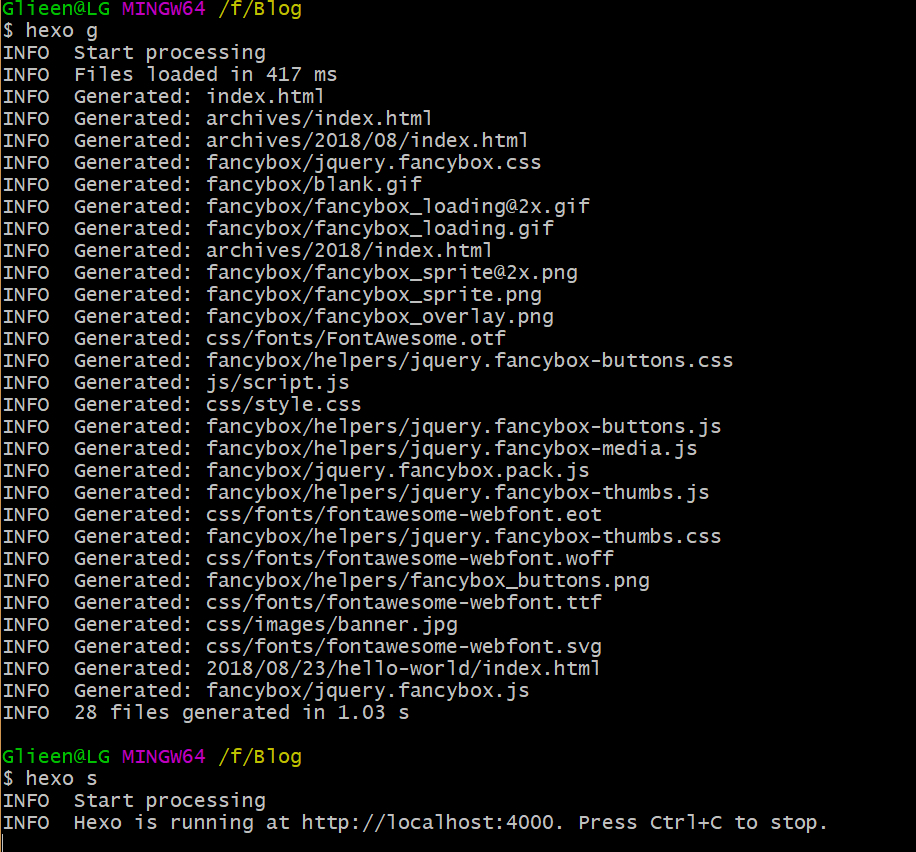 Glieen@LG MINGW64 /f/Blog
$ hexo g
INFO  Start processing
INFO  Files loaded in 417 ms
INFO  Generated: index.html
INFO  Generated: archives/index.html
INFO  Generated: archives/2018/08/index.html
INFO  Generated: fancybox/jquery.fancybox.css
INFO  Generated: fancybox/blank.gif
INFO  Generated: fancybox/fancybox_loading@2x.gif
INFO  Generated: fancybox/fancybox_loading.gif
INFO  Generated: archives/2018/index.html
INFO  Generated: fancybox/fancybox_sprite@2x.png
INFO  Generated: fancybox/fancybox_sprite.png
INFO  Generated: fancybox/fancybox_overlay.png
INFO  Generated: css/fonts/FontAwesome.otf
INFO  Generated: fancybox/helpers/jquery.fancybox-buttons.css
INFO  Generated: js/script.js
INFO  Generated: css/style.css
INFO  Generated: fancybox/helpers/jquery.fancybox-buttons.js
INFO  Generated: fancybox/helpers/jquery.fancybox-media.js
INFO  Generated: fancybox/jquery.fancybox.pack.js
INFO  Generated: fancybox/helpers/jquery.fancybox-thumbs.js
INFO  Generated: css/fonts/fontawesome-webfont.eot
INFO  Generated: fancybox/helpers/jquery.fancybox-thumbs.css
INFO  Generated: css/fonts/fontawesome-webfont.woff
INFO  Generated: fancybox/helpers/fancybox_buttons.png
INFO  Generated: css/fonts/fontawesome-webfont.ttf
INFO  Generated: css/images/banner.jpg
INFO  Generated: css/fonts/fontawesome-webfont.svg
INFO  Generated: 2018/08/23/hello-world/index.html
INFO  Generated: fancybox/jquery.fancybox.js
INFO  28 files generated in 1.03 s
Glieen@LG MINGW64 /f/Blog
$ hexo s
INFO  Start processing
INFO  Hexo is running at http://localhost:4000. Press Ctrl+C to stop.